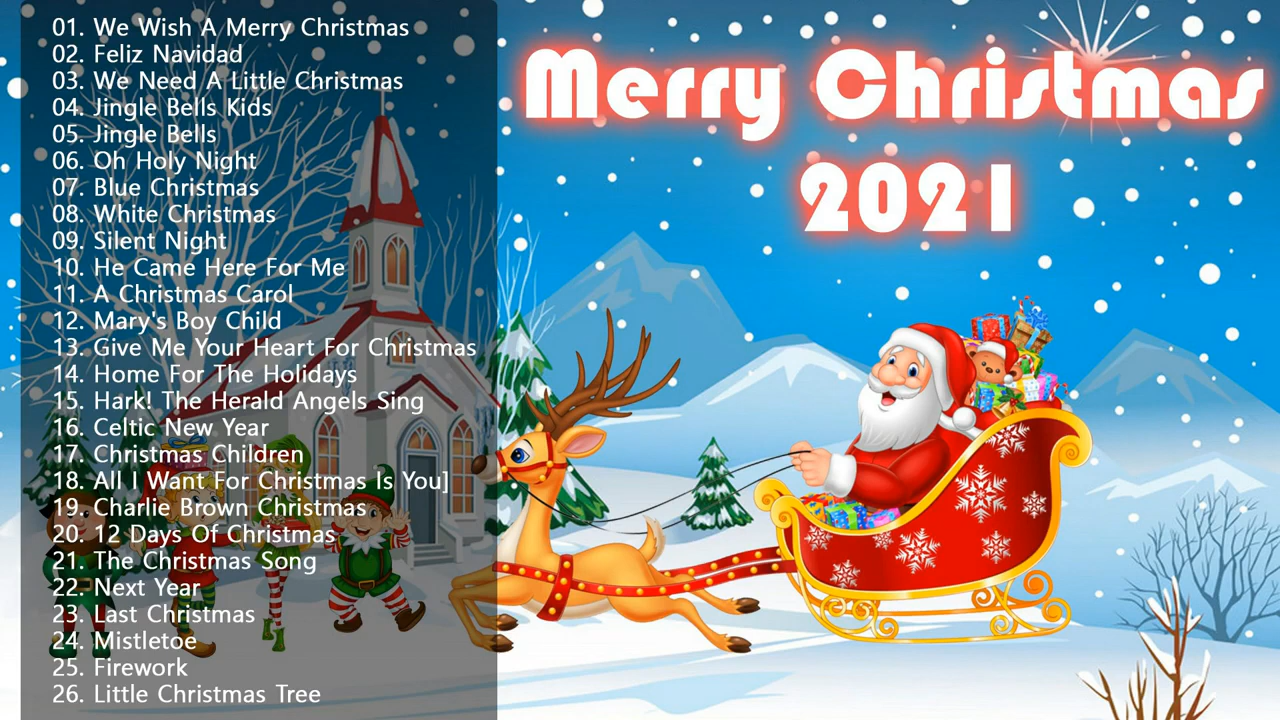 01. We Wish A Merry Christmas
02. Feliz Navidad
03. We Need A Little Christmas
04. Jingle Bells Kids
05. Jingle Bells
06. Oh Holy Night
07. Blue Christmas
08. White Christmas
09. Silent Night
10. He Came Here For Me
11. A Christmas Carol
12. Mary's Boy Child
13. Give Me Your Heart For Christmas
14. Home For The Holidays
15. Hark! The Herald Angels Sing
16. Celtic New Year
17. Christmas Children
18. All I Want For Christmas Is You]
19. Charlie Brown Christmas
20. 12 Days Of Christmas
21. The Christmas Song
22. Next Year
23. Last Christmas
24. Mistletoe
25. Firework
26. Little Christmas Tree
Merry Christmas
2021